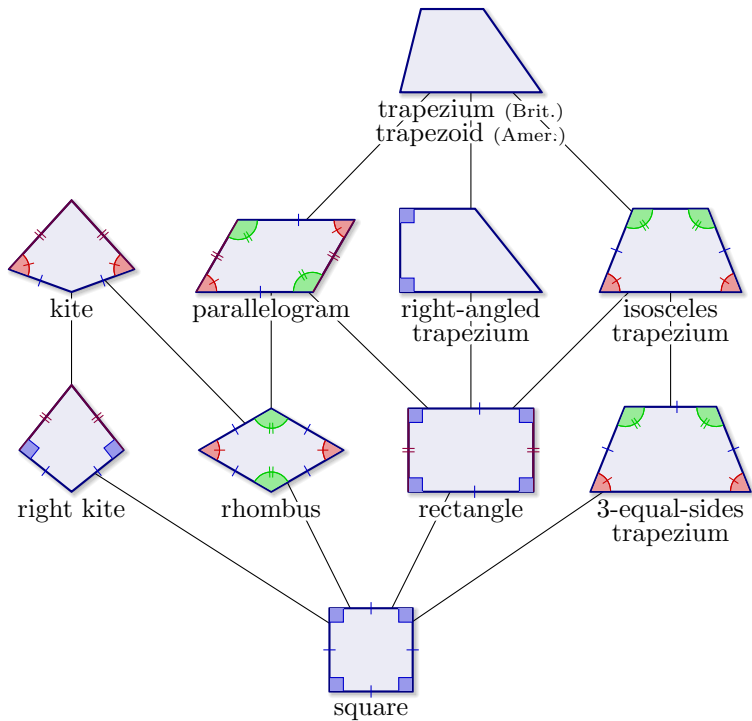 trapezium (Brit.)
trapezoid (Amer.)
kite
parallelogram
right-angled
trapezium
isosceles
trapezium
right kite
rhombus
rectangle
3-equal-sides
trapezium
square